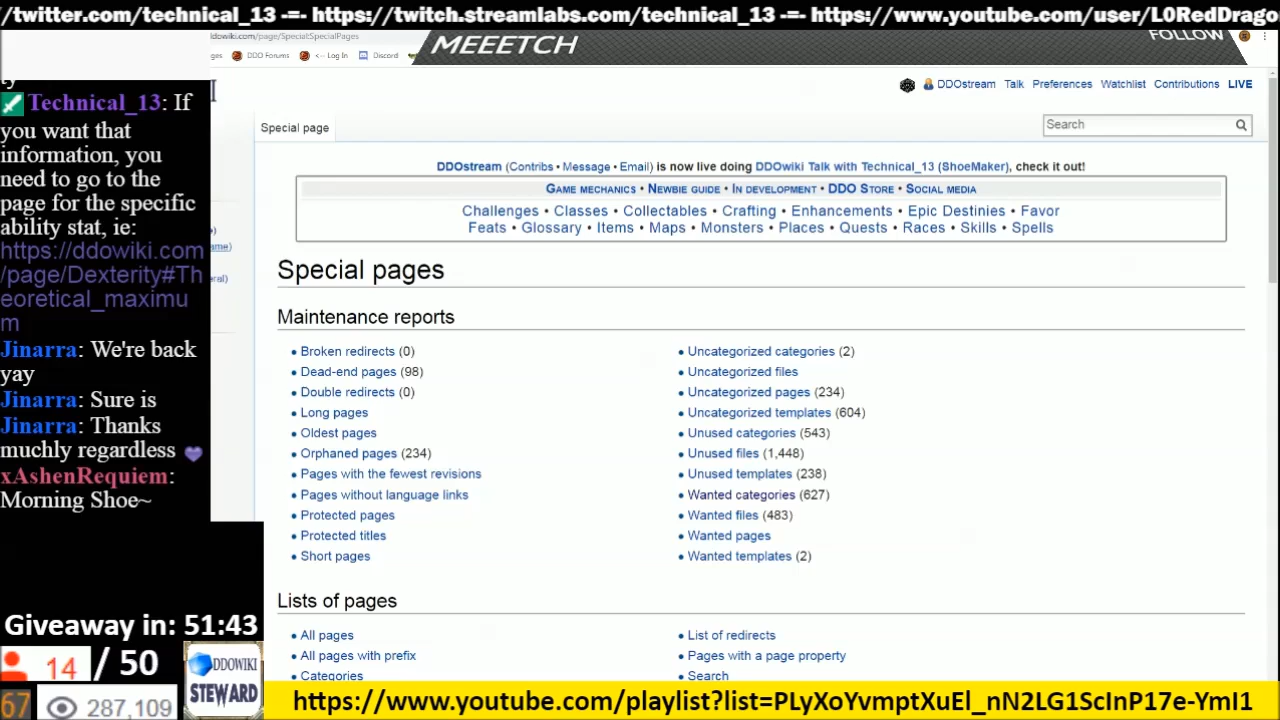 /twitter.com/technical_13 -=- https://twitch.streamlabs.com/technical_13 -=- https://www.youtube.com/user/L0RedDrago
ddowiki.com/page/Special:SpecialPages
MEEETCH
FOLLOW
ges DDO Forums <-- Log In Discord
DDOstream Talk Preferences Watchlist Contributions LIVE
Special page
Search
DDOstream (Contribs • Message • Email) is now live doing DDOwiki Talk with Technical_13 (ShoeMaker), check it out!
Game mechanics • Newbie guide • In development • DDO Store • Social media
Challenges • Classes • Collectables • Crafting • Enhancements • Epic Destinies • Favor
Feats • Glossary • Items • Maps • Monsters • Places • Quests • Races • Skills • Spells
Special pages
Maintenance reports
• Broken redirects (0)
• Dead-end pages (98)
• Double redirects (0)
• Long pages
• Oldest pages
• Orphaned pages (234)
• Pages with the fewest revisions
• Pages without language links
• Protected pages
• Protected titles
• Short pages
• Uncategorized categories (2)
• Uncategorized files
• Uncategorized pages (234)
• Uncategorized templates (604)
• Unused categories (543)
• Unused files (1,448)
• Unused templates (238)
• Wanted categories (627)
• Wanted files (483)
• Wanted pages
• Wanted templates (2)
Lists of pages
• All pages
• All pages with prefix
• Categories
• List of redirects
• Pages with a page property
• Search
Technical_13: If
you want that
information, you
need to go to the
page for the specific
ability stat, ie:
https://ddowiki.com
/page/Dexterity#Th
eoretical_maximu
m
Jinarra: We're back
yay
Jinarra: Sure is
Jinarra: Thanks
muchly regardless
xAshenRequiem:
Morning Shoe~
Giveaway in: 51:43
14 / 50
67
287,109
DDOWIKI
STEWARD
https://www.youtube.com/playlist?list=PLyXoYvmptXuEl_nN2LG1ScInP17e-YmI1